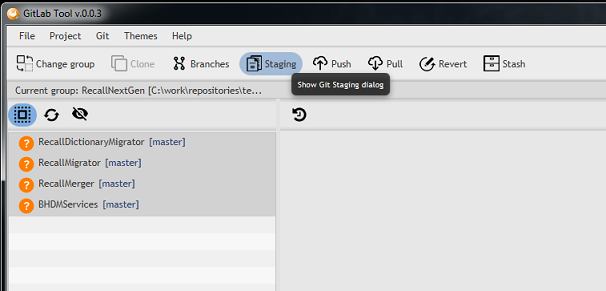 GitLab Tool v.0.0.3
File Project Git Themes Help
Change group Clone Branches Staging Push Pull Revert Stash
Show Git Staging dialog
Current group: RecallNextGen [C:\work\repositories\te...
RecallDictionaryMigrator [master]
RecallMigrator [master]
RecallMerger [master]
BHDMServices [master]